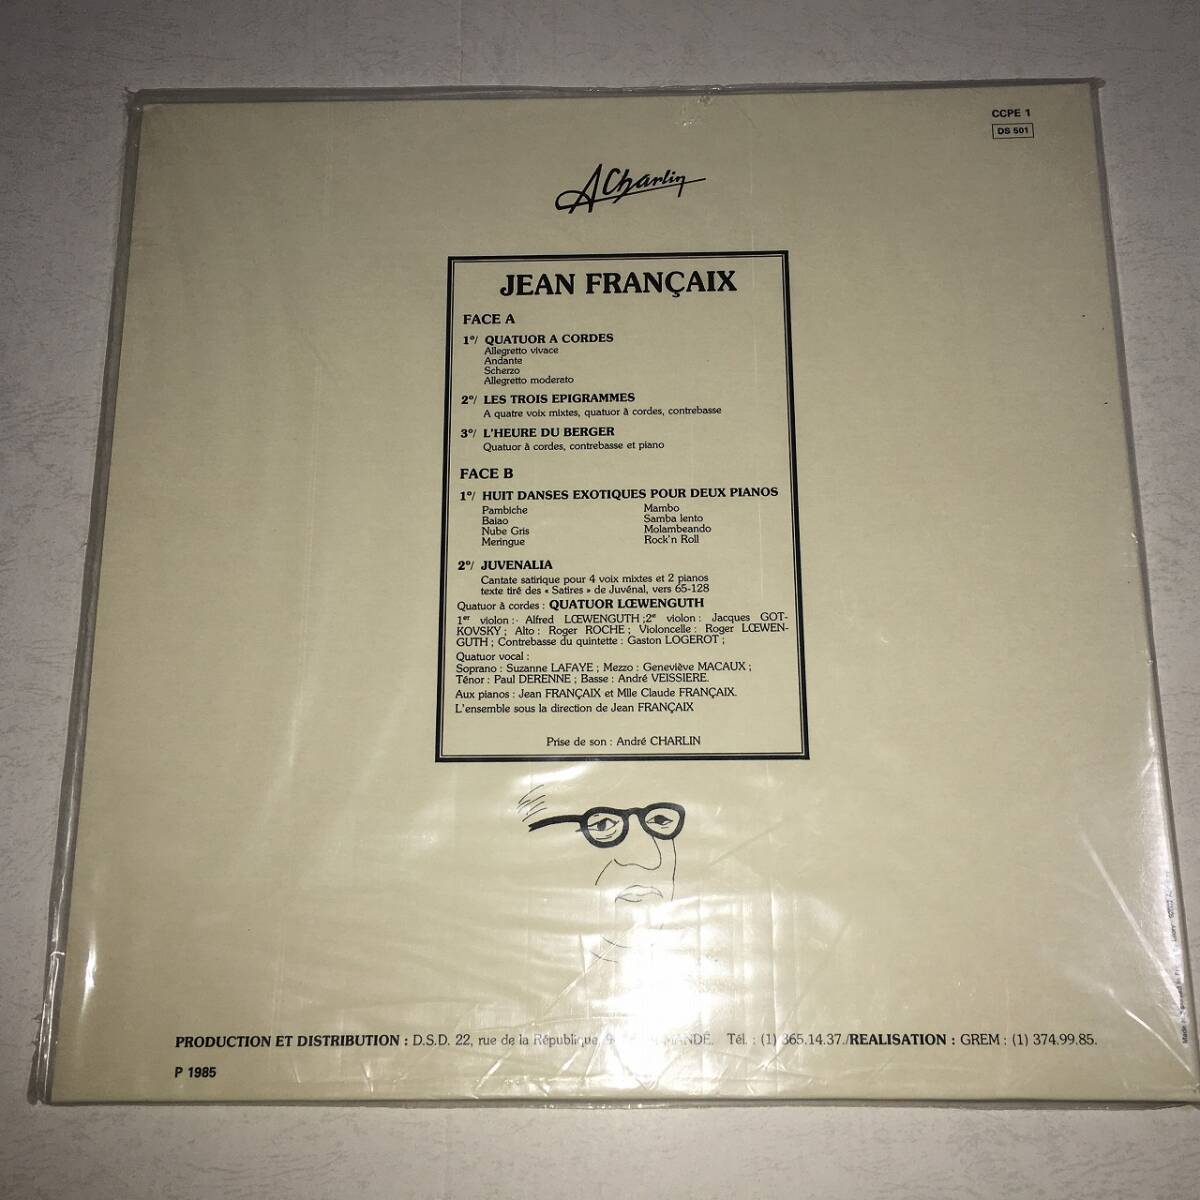 CCPE 1
DS 501
A Charlin
JEAN FRANÇAIX
FACE A
1º/ QUATUOR A CORDES
Allegretto vivace
Andante
Scherzo
Allegretto moderato
2º/ LES TROIS EPIGRAMMES
A quatre voix mixtes, quatuor à cordes, contrebasse
3º/ L'HEURE DU BERGER
Quatuor à cordes, contrebasse et piano
FACE B
1º/ HUIT DANSES EXOTIQUES POUR DEUX PIANOS
Pambiche
Baiao
Nube Gris
Meringue
Mambo
Samba lento
Molambeando
Rock'n Roll
2º/ JUVENALIA
Cantate satirique pour 4 voix mixtes et 2 pianos
texte tiré des « Satires » de Juvénal, vers 65-128
Quatuor à cordes : QUATUOR LŒWENGUTH
1er violon : Alfred LŒWENGUTH ;2e violon : Jacques GOT-
KOVSKY ; Alto : Roger ROCHE ; Violoncelle : Roger LŒWEN-
GUTH ; Contrebasse du quintette : Gaston LOGEROT ;
Quatuor vocal :
Soprano : Suzanne LAFAYE ; Mezzo : Geneviève MACAUX ;
Ténor : Paul DERENNE ; Basse : André VEISSIERE.
Aux pianos : Jean FRANÇAIX et Mlle Claude FRANÇAIX.
L'ensemble sous la direction de Jean FRANÇAIX
Prise de son : André CHARLIN
PRODUCTION ET DISTRIBUTION : D.S.D. 22, rue de la République, MANDÉ. Tél. : (1) 365.14.37./REALISATION : GREM : (1) 374.99.85.
P 1985